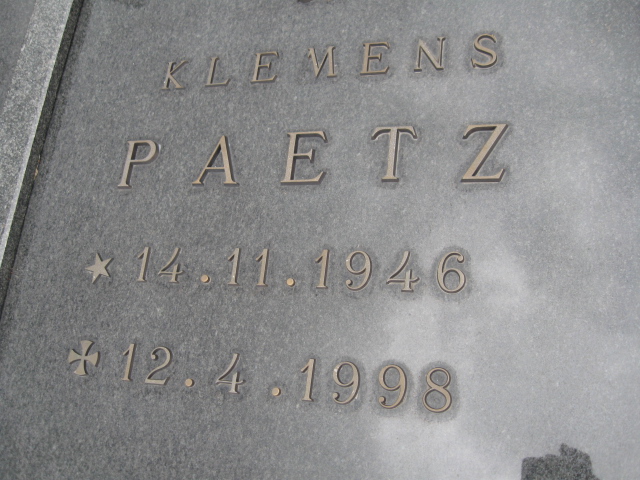 KLEMENS
PAETZ
★ 14.11.1946
✠ 12.4.1998